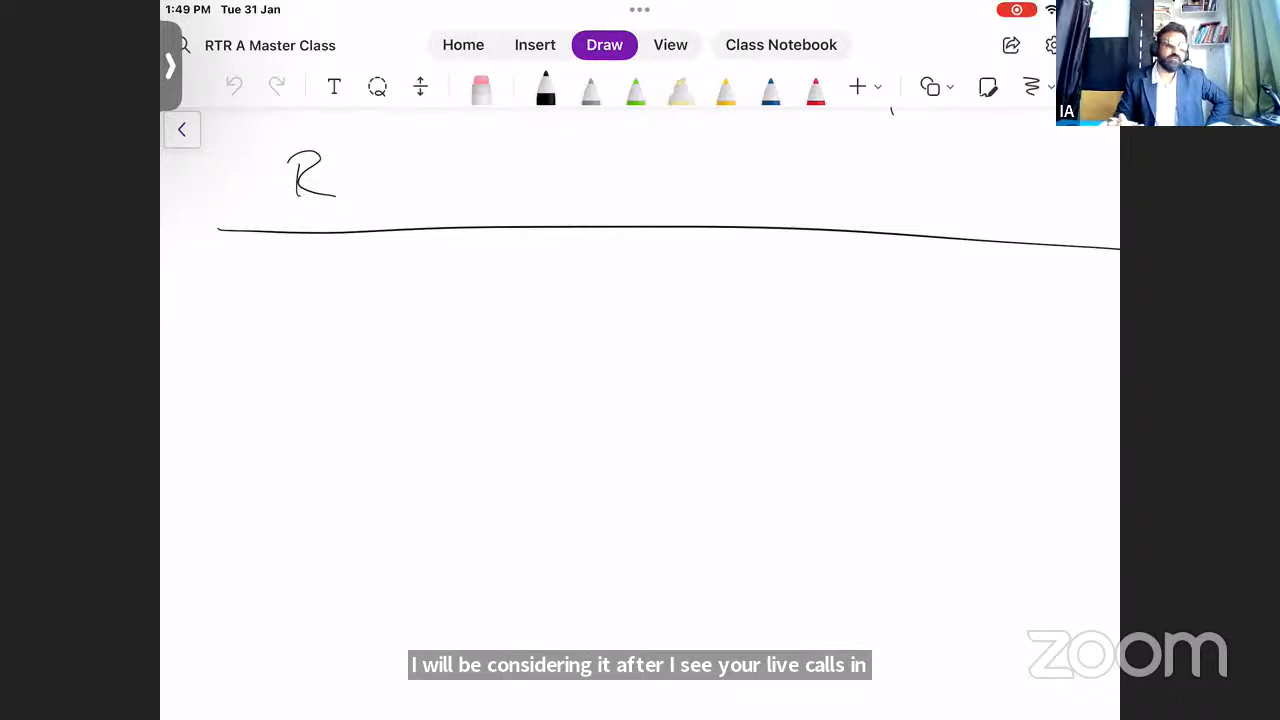 1:49 PM Tue 31 Jan
RTR A Master Class
Home Insert Draw View Class Notebook
T
IA
R
I will be considering it after I see your live calls in
zoom